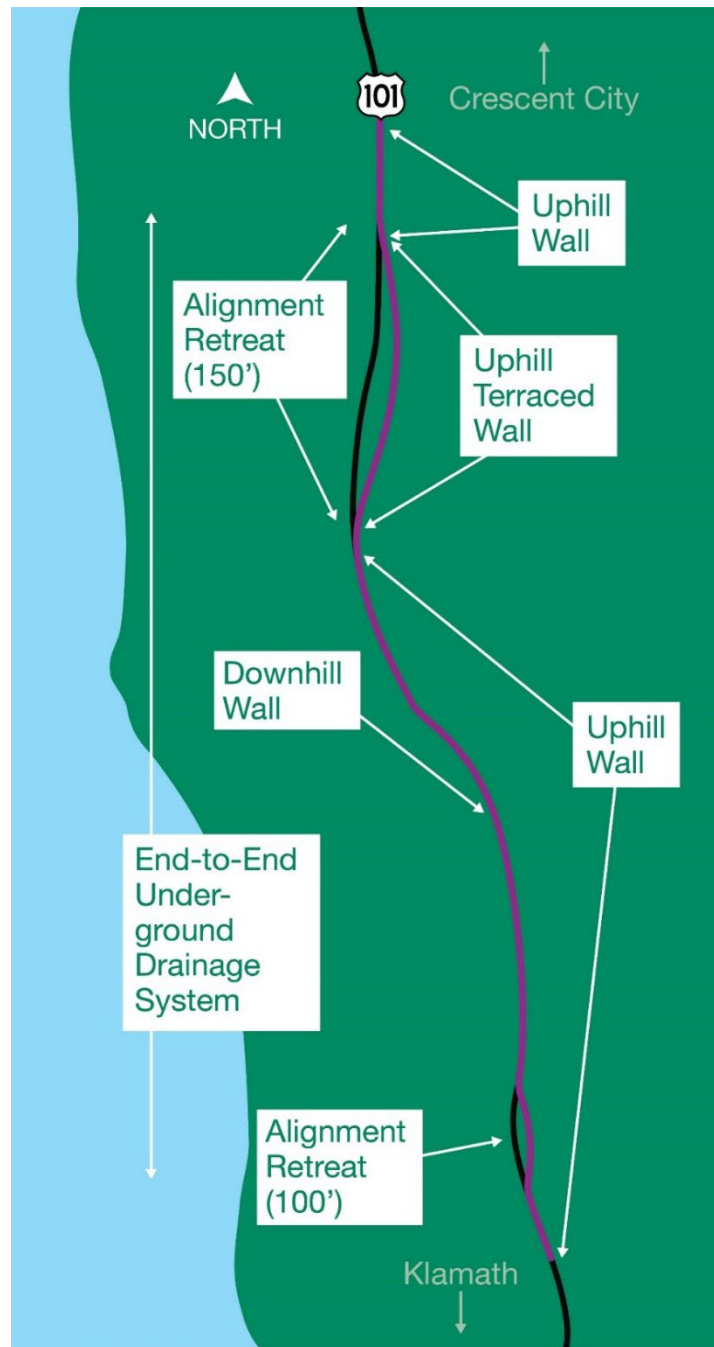 101
Crescent City
NORTH
Uphill
Wall
Alignment
Retreat
(150’)
Uphill
Terraced
Wall
Downhill
Wall
Uphill
Wall
End-to-End
Under-
ground
Drainage
System
Alignment
Retreat
(100’)
Klamath